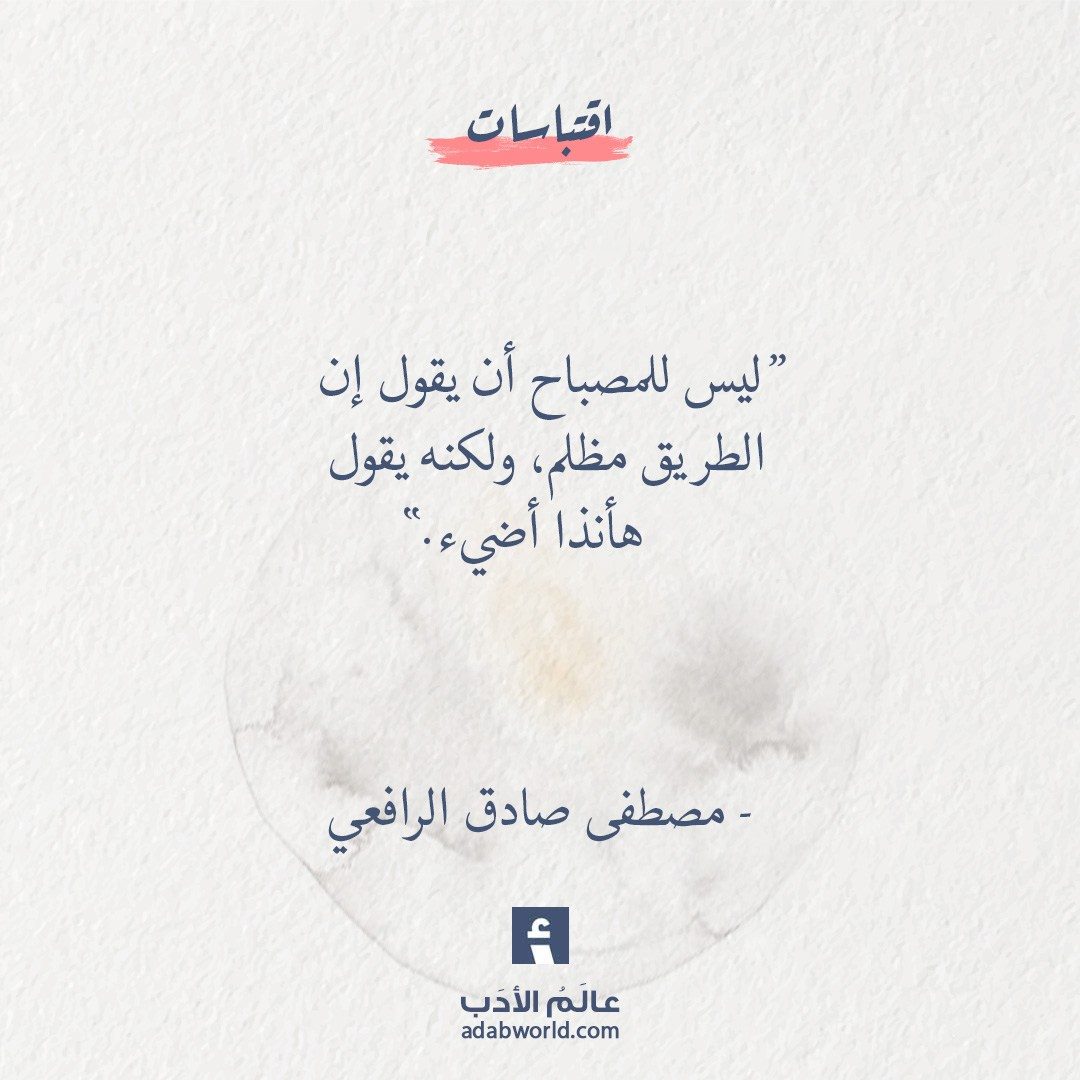 اقتباسات
”ليس للمصباح أن يقول إن
الطريق مظلم، ولكنه يقول
هأنذا أضيء.“
- مصطفى صادق الرافعي
أ
عالَمُ الأدَب
adabworld.com